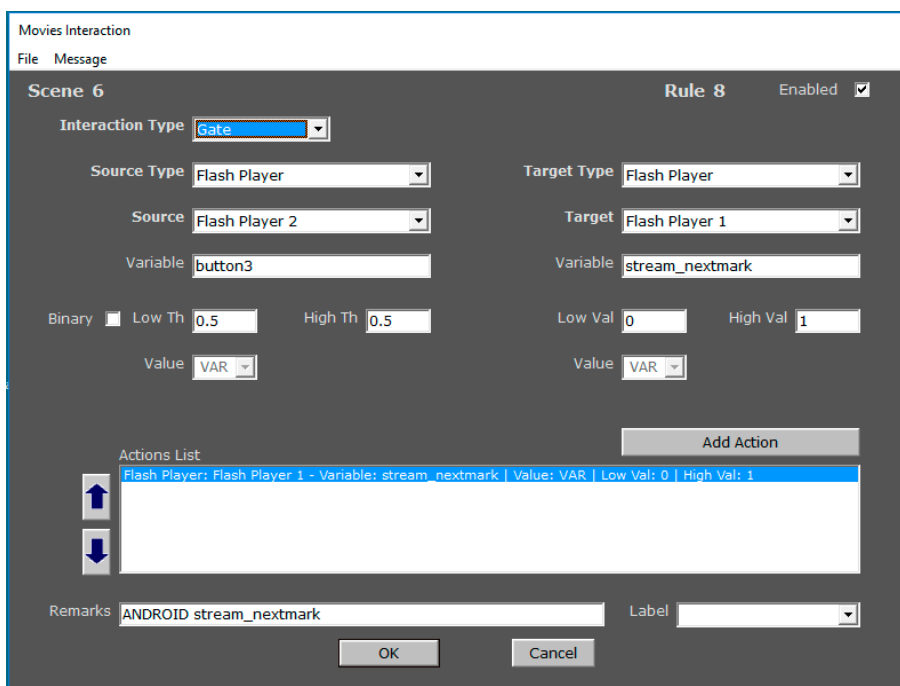 Movies Interaction
File Message
Scene 6 Rule 8 Enabled
Interaction Type Gate
Source Type Flash Player Target Type Flash Player
Source Flash Player 2 Target Flash Player 1
Variable button3 Variable stream_nextmark
Binary Low Th 0.5 High Th 0.5 Low Val 0 High Val 1
Value VAR Value VAR
Add Action
Actions List
Flash Player: Flash Player 1 - Variable: stream_nextmark | Value: VAR | Low Val: 0 | High Val: 1
Remarks ANDROID stream_nextmark Label
OK Cancel